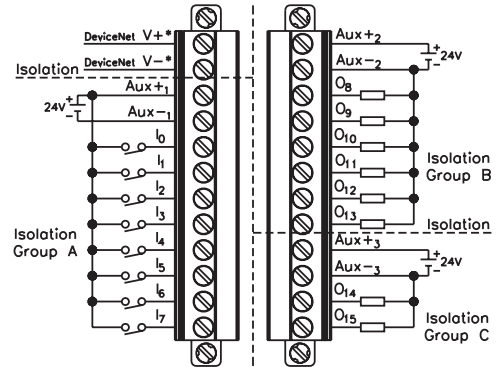 DeviceNet V+*
DeviceNet V-*
Isolation
Aux+₁
24V + -
Aux-₁
I₀
I₁
I₂
I₃
Isolation
Group A
I₄
I₅
I₆
I₇
Aux+₂
+ 24V -
Aux-₂
O₈
O₉
O₁₀
O₁₁
Isolation
Group B
O₁₂
O₁₃
Isolation
Aux+₃
+ 24V -
Aux-₃
O₁₄
O₁₅
Isolation
Group C